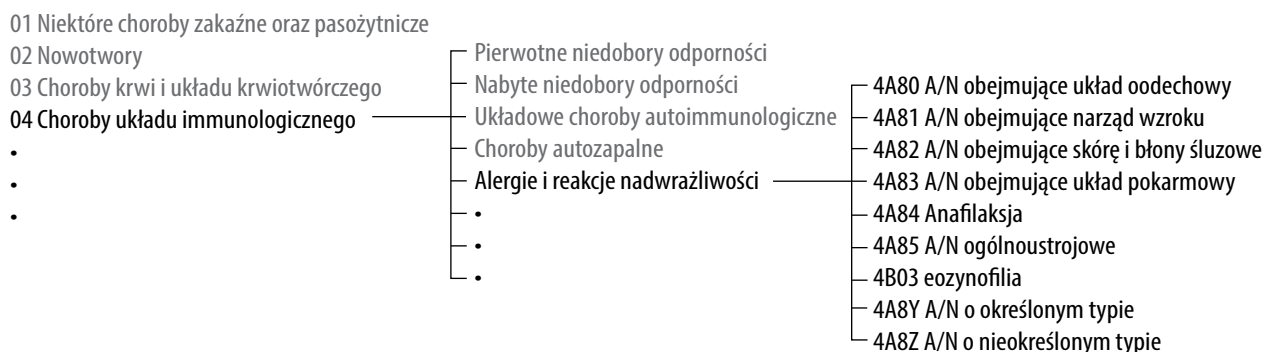 01 Niektóre choroby zakaźne oraz pasożytnicze
02 Nowotwory
03 Choroby krwi i układu krwiotwórczego
04 Choroby układu immunologicznego
•
•
•
Pierwotne niedobory odporności
Nabyte niedobory odporności
Układowe choroby autoimmunologiczne
Choroby autozapalne
Alergie i reakcje nadwrażliwości
•
•
•
4A80 A/N obejmujące układ oodechowy
4A81 A/N obejmujące narząd wzroku
4A82 A/N obejmujące skórę i błony śluzowe
4A83 A/N obejmujące układ pokarmowy
4A84 Anafilaksja
4A85 A/N ogólnoustrojowe
4B03 eozynofilia
4A8Y A/N o określonym typie
4A8Z A/N o nieokreślonym typie